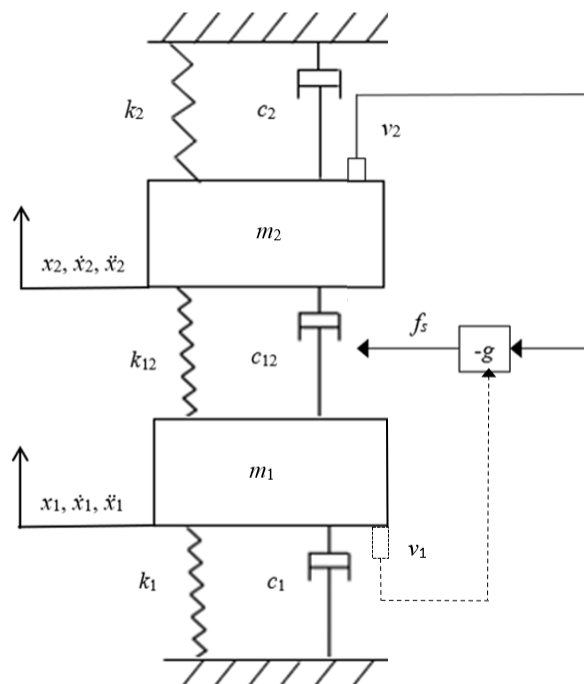 k₂
c₂
v₂
m₂
x₂, ẋ₂, ẍ₂
fₛ
k₁₂
c₁₂
-g
m₁
x₁, ẋ₁, ẍ₁
k₁
c₁
v₁